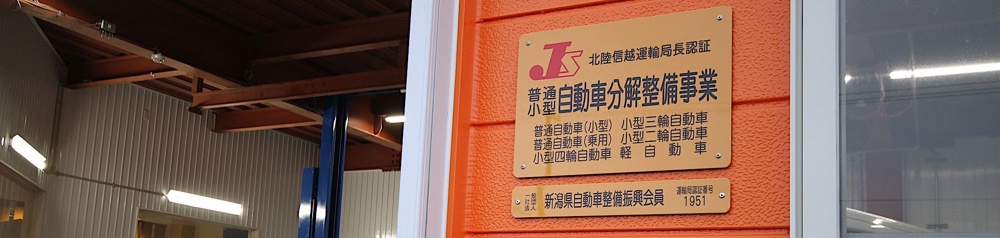 JS 北陸信越運輸局長認証
普通
小型 自動車分解整備事業
普通自動車(小型) 小型三輪自動車
普通自動車(乗用) 小型二輪自動車
小型四輪自動車 軽自動車
一般
社団
法人 新潟県自動車整備振興会員 運輸局認証番号
1951